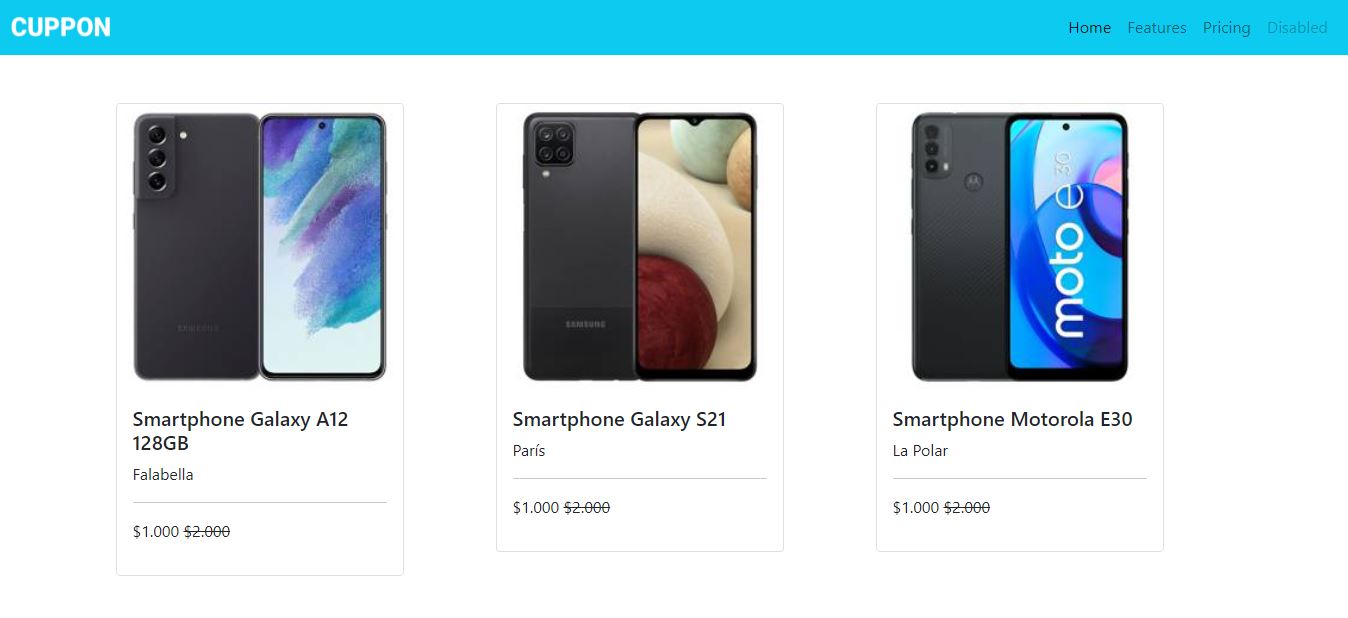 CUPPON
Home Features Pricing Disabled
SAMSUNG
SAMSUNG
moto e 30
Smartphone Galaxy A12
128GB
Falabella
$1.000 $2.000
Smartphone Galaxy S21
París
$1.000 $2.000
Smartphone Motorola E30
La Polar
$1.000 $2.000